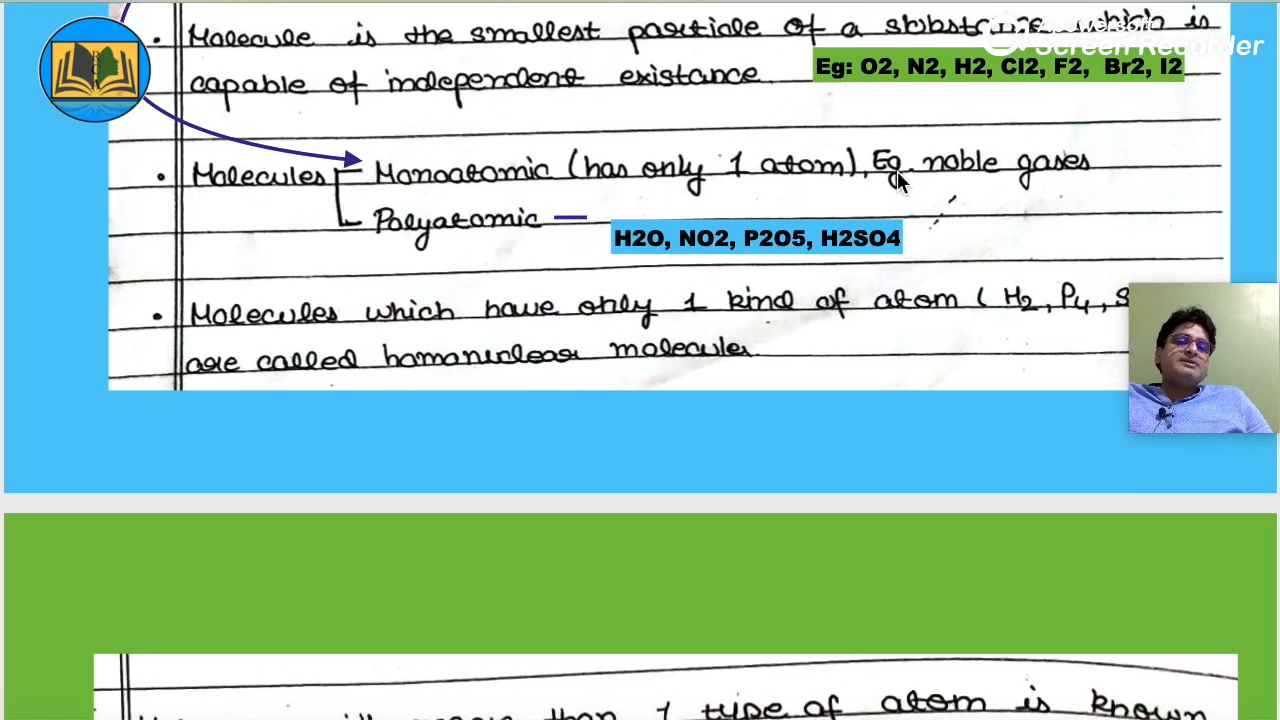 • Molecule is the smallest particle of a substance which is
Apowersoft
Screen Recorder
capable of independent existance
Eg: O2, N2, H2, Cl2, F2, Br2, I2
• Molecules Monoatomic (has only 1 atom), Eg. noble gases
Polyatomic —
H2O, NO2, P2O5, H2SO4
• Molecules which have only 1 kind of atom (H2, P4, S
are called homonuclear molecules
than 1 type of atom is known